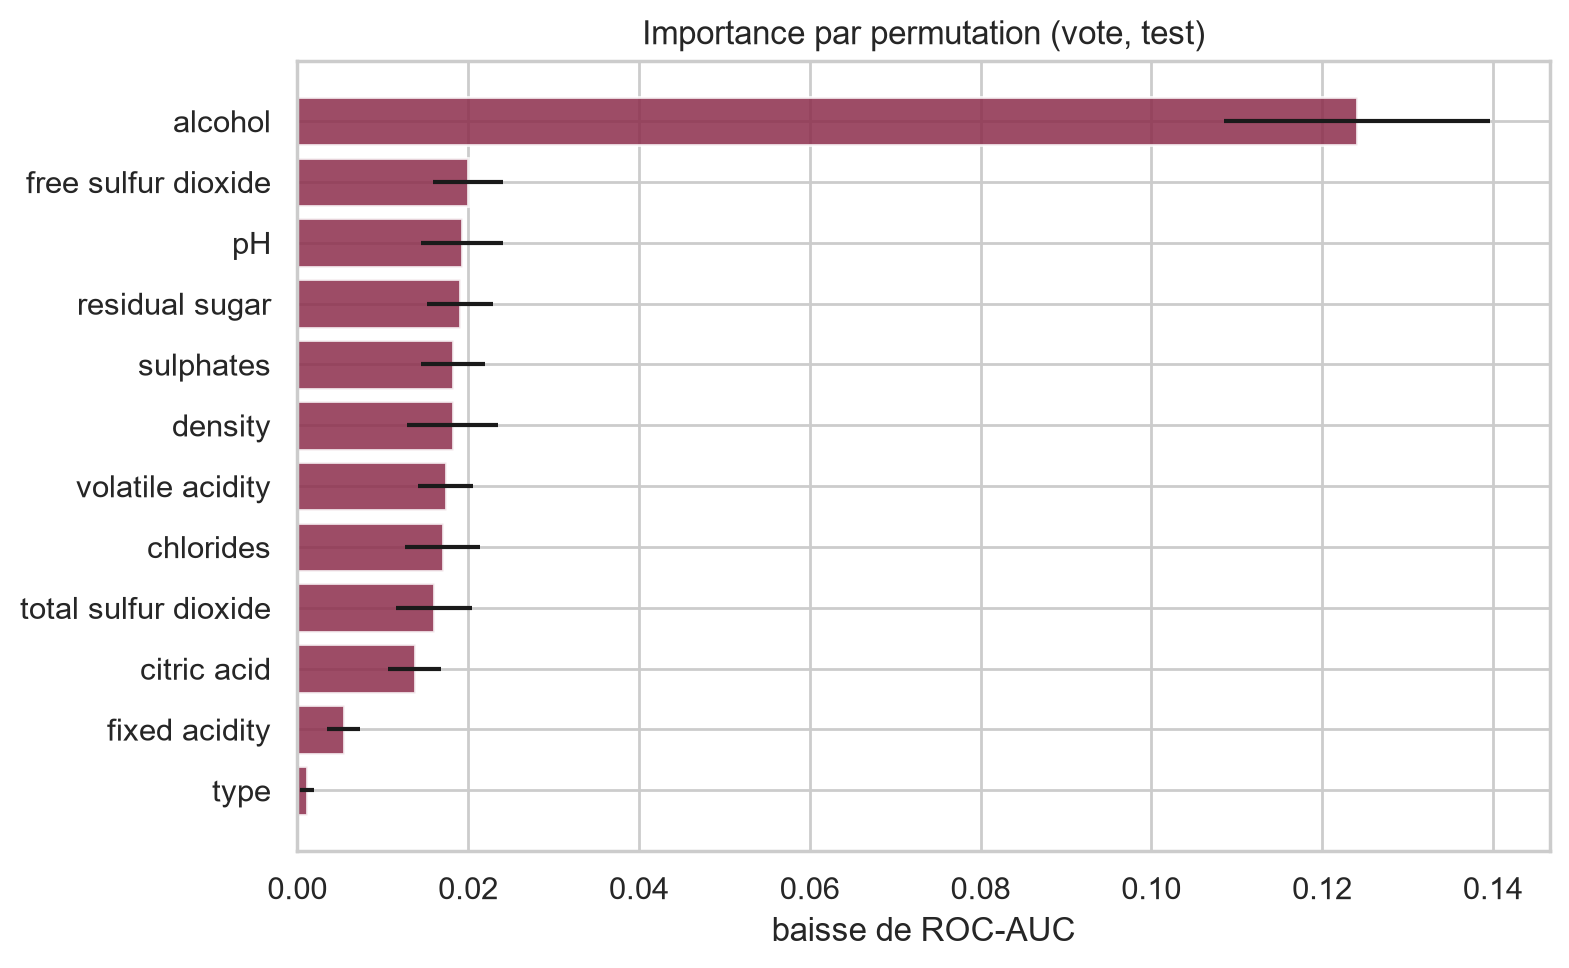 Importance par permutation (vote, test)
alcohol
free sulfur dioxide
pH
residual sugar
sulphates
density
volatile acidity
chlorides
total sulfur dioxide
citric acid
fixed acidity
type
0.00 0.02 0.04 0.06 0.08 0.10 0.12 0.14
baisse de ROC-AUC